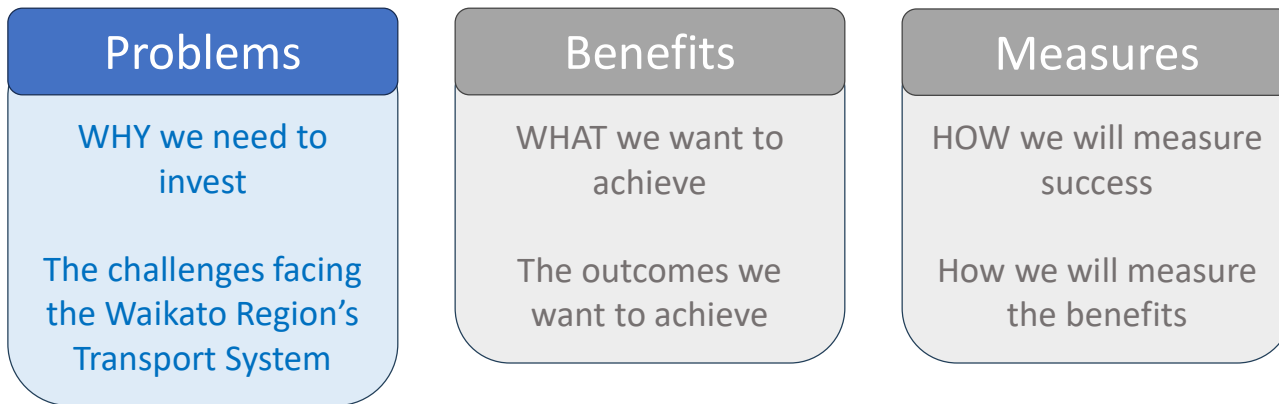 Problems
WHY we need to
invest
The challenges facing
the Waikato Region’s
Transport System
Benefits
WHAT we want to
achieve
The outcomes we
want to achieve
Measures
HOW we will measure
success
How we will measure
the benefits